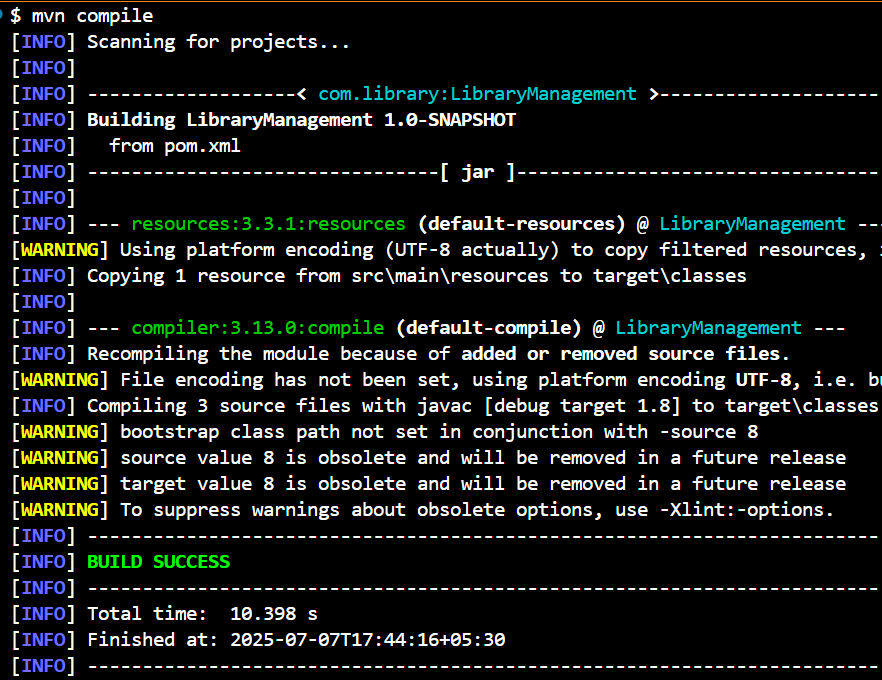 $ mvn compile
[INFO] Scanning for projects...
[INFO]
[INFO] -------------------< com.library:LibraryManagement >--------------------
[INFO] Building LibraryManagement 1.0-SNAPSHOT
[INFO]   from pom.xml
[INFO] --------------------------------[ jar ]---------------------------------
[INFO]
[INFO] --- resources:3.3.1:resources (default-resources) @ LibraryManagement ---
[WARNING] Using platform encoding (UTF-8 actually) to copy filtered resources,
[INFO] Copying 1 resource from src\main\resources to target\classes
[INFO]
[INFO] --- compiler:3.13.0:compile (default-compile) @ LibraryManagement ---
[INFO] Recompiling the module because of added or removed source files.
[WARNING] File encoding has not been set, using platform encoding UTF-8, i.e.
[INFO] Compiling 3 source files with javac [debug target 1.8] to target\classes
[WARNING] bootstrap class path not set in conjunction with -source 8
[WARNING] source value 8 is obsolete and will be removed in a future release
[WARNING] target value 8 is obsolete and will be removed in a future release
[WARNING] To suppress warnings about obsolete options, use -Xlint:-options.
[INFO] ------------------------------------------------------------------------
[INFO] BUILD SUCCESS
[INFO] ------------------------------------------------------------------------
[INFO] Total time:  10.398 s
[INFO] Finished at: 2025-07-07T17:44:16+05:30
[INFO] ------------------------------------------------------------------------